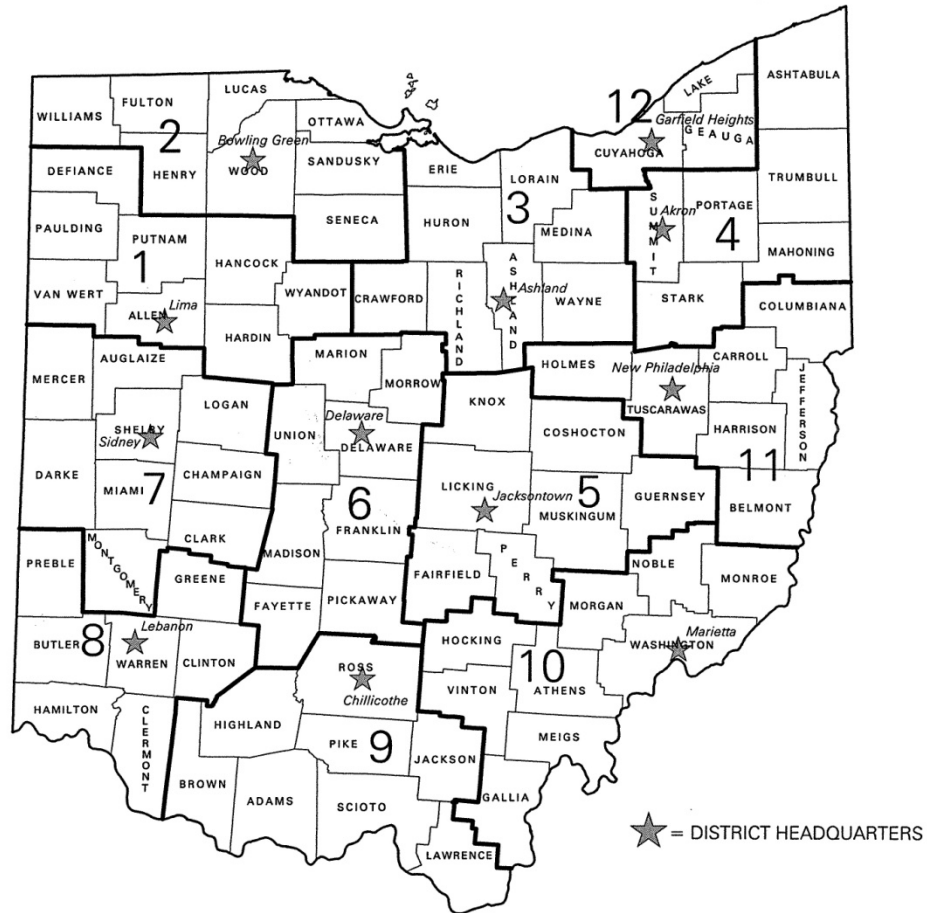 LAKE
ASHTABULA
LUCAS
FULTON
WILLIAMS
2
OTTAWA
12
Garfield Heights
GEAUGA
CUYAHOGA
Bowling Green
WOOD
HENRY
SANDUSKY
DEFIANCE
ERIE
LORAIN
3
TRUMBULL
SENECA
HURON
MEDINA
SUMMIT
Akron
PORTAGE
4
PAULDING
PUTNAM
1
HANCOCK
MAHONING
VAN WERT
ALLEN
Lima
WYANDOT
CRAWFORD
RICHLAND
ASHLAND
Ashland
WAYNE
STARK
COLUMBIANA
HARDIN
AUGLAIZE
MARION
HOLMES
CARROLL
MERCER
MORROW
New Philadelphia
TUSCARAWAS
JEFFERSON
LOGAN
KNOX
SHELBY
Sidney
UNION
Delaware
DELAWARE
COSHOCTON
HARRISON
11
DARKE
CHAMPAIGN
MIAMI
7
LICKING
Jacksontown
5
MUSKINGUM
GUERNSEY
BELMONT
6
FRANKLIN
CLARK
MADISON
PREBLE
MONTGOMERY
GREENE
FAIRFIELD
PERRY
NOBLE
MONROE
FAYETTE
PICKAWAY
MORGAN
Lebanon
BUTLER
8
WARREN
CLINTON
HOCKING
Marietta
WASHINGTON
ROSS
Chillicothe
10
ATHENS
VINTON
HAMILTON
CLERMONT
HIGHLAND
PIKE
9
MEIGS
JACKSON
BROWN
ADAMS
SCIOTO
GALLIA
LAWRENCE
= DISTRICT HEADQUARTERS